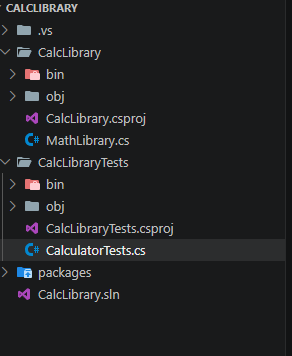 CALCLIBRARY
.vs
CalcLibrary
bin
obj
CalcLibrary.csproj
MathLibrary.cs
CalcLibraryTests
bin
obj
CalcLibraryTests.csproj
CalculatorTests.cs
packages
CalcLibrary.sln